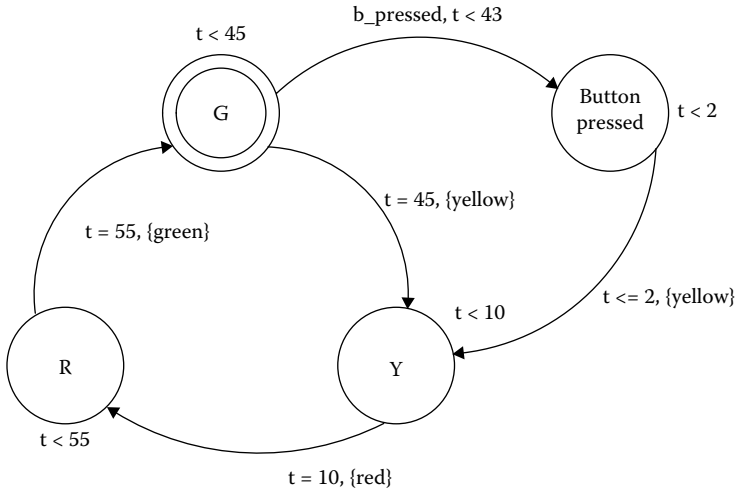 b_pressed, t < 43
t < 45
G
Button
pressed
t < 2
t = 45, {yellow}
t = 55, {green}
t <= 2, {yellow}
t < 10
R
Y
t < 55
t = 10, {red}